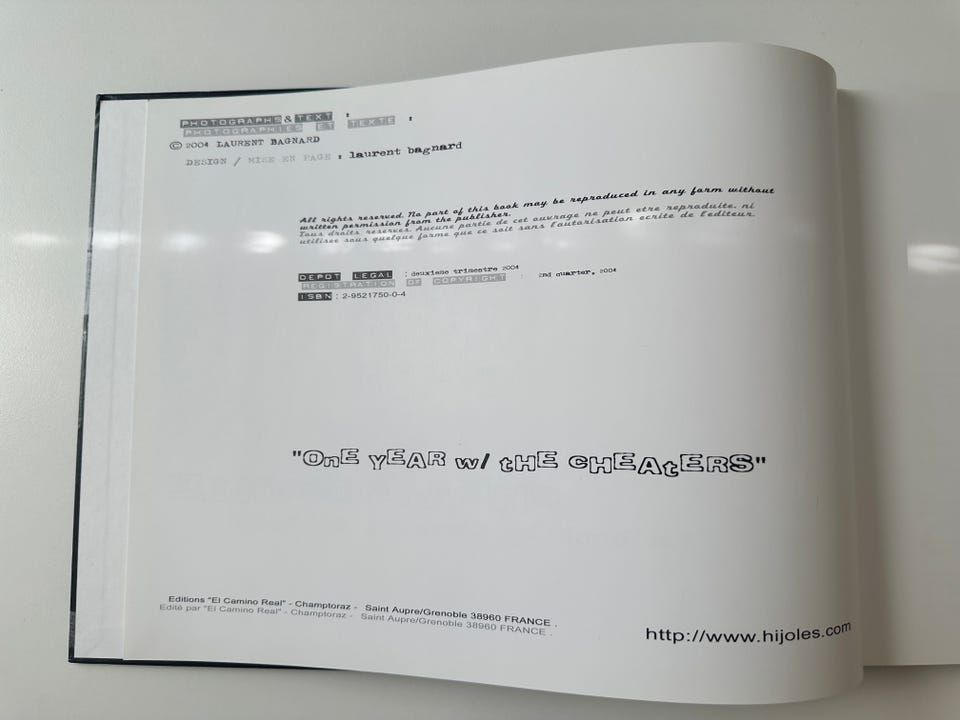 PHOTOGRAPHS&TEXT :
PHOTOGRAPHIES ET TEXTE :
© 2004 LAURENT BAGNARD
DESIGN / MISE EN PAGE : laurent bagnard
All rights reserved. No part of this book may be reproduced in any form without
written permission from the publisher.
Tous droits reserves. Aucune partie de cet ouvrage ne peut etre reproduite, ni
utilisee sous quelque forme que ce soit sans l'autorisation ecrite de l'editeur.
DEPOT LEGAL : deuxieme trimestre 2004
REGISTRATION OF COPYRIGHT : 2nd quarter, 2004
ISBN : 2-9521750-0-4
"OnE YEAR w/ tHE CHEAtERS"
Editions "El Camino Real" - Champtoraz - Saint Aupre/Grenoble 38960 FRANCE .
Edité par "El Camino Real" - Champtoraz - Saint Aupre/Grenoble 38960 FRANCE .
http://www.hijoles.com